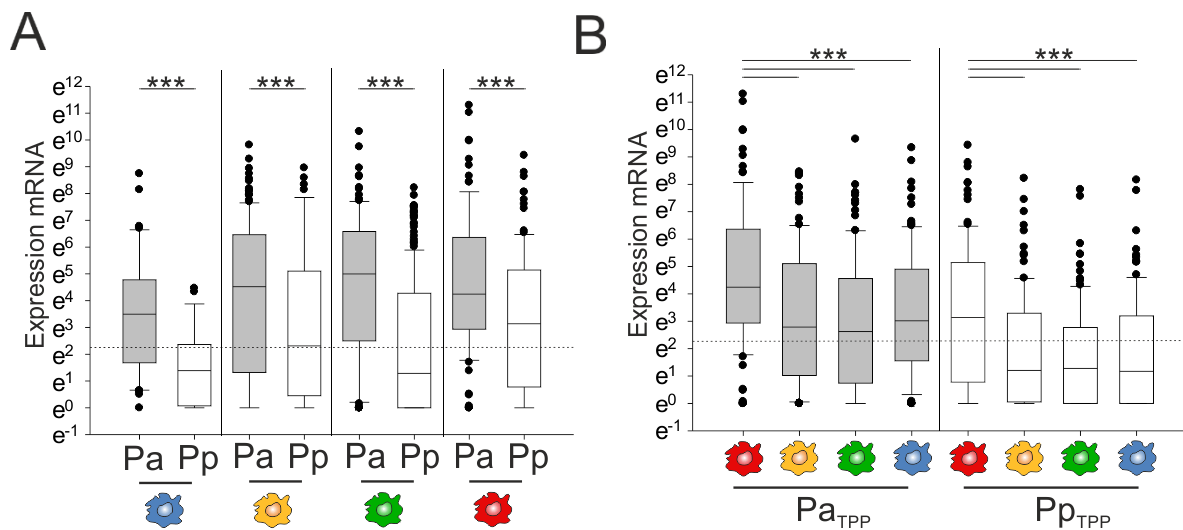 A
B
Expression mRNA
e¹²
e¹¹
e¹⁰
e⁹
e⁸
e⁷
e⁶
e⁵
e⁴
e³
e²
e¹
e⁰
e⁻¹
*** *** *** ***
Pa Pp Pa Pp Pa Pp Pa Pp
Expression mRNA
e¹²
e¹¹
e¹⁰
e⁹
e⁸
e⁷
e⁶
e⁵
e⁴
e³
e²
e¹
e⁰
e⁻¹
*** ***
Pa_TPP Pp_TPP